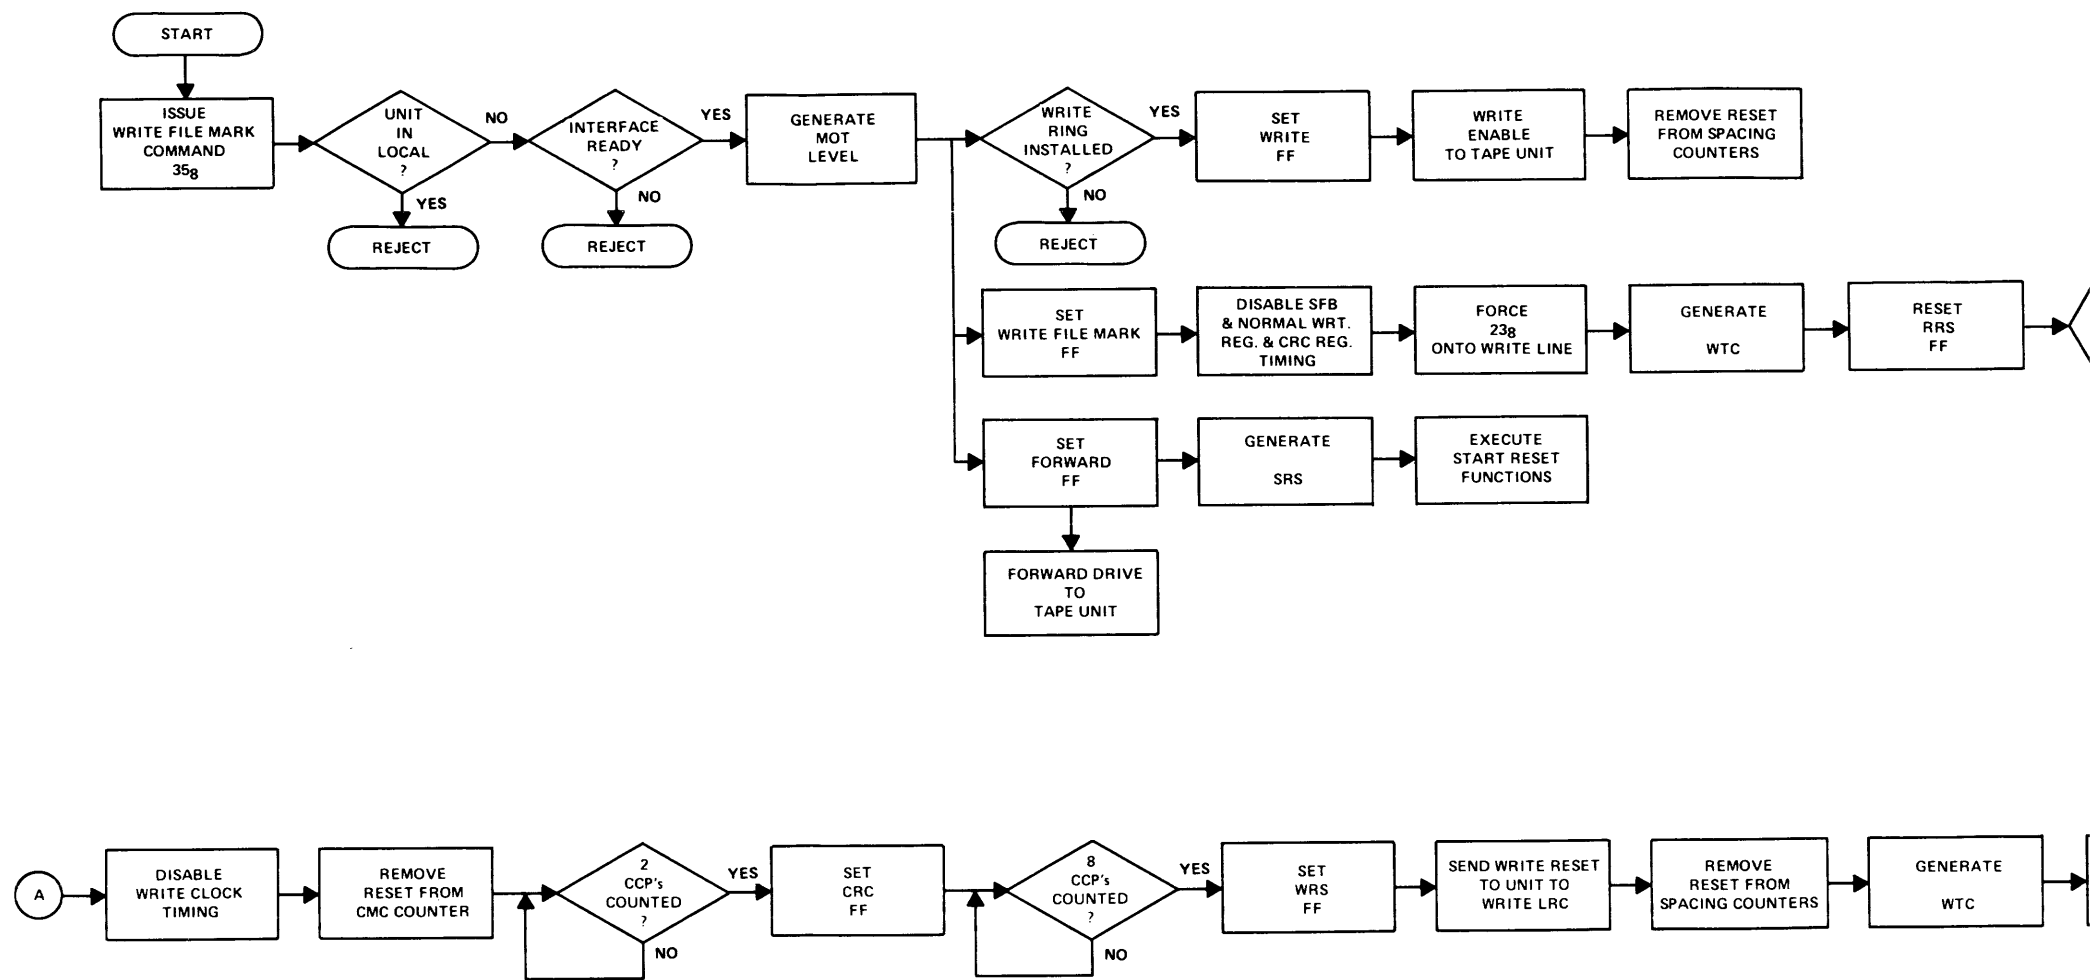 START
ISSUE
WRITE FILE MARK
COMMAND
35₈
UNIT
IN
LOCAL
?
NO
YES
REJECT
INTERFACE
READY
?
YES
NO
REJECT
GENERATE
MOT
LEVEL
WRITE
RING
INSTALLED
?
YES
NO
REJECT
SET
WRITE
FF
WRITE
ENABLE
TO TAPE UNIT
REMOVE RESET
FROM SPACING
COUNTERS
SET
WRITE FILE MARK
FF
DISABLE SFB
& NORMAL WRT.
REG. & CRC REG.
TIMING
FORCE
23₈
ONTO WRITE LINE
GENERATE
WTC
RESET
RRS
FF
SET
FORWARD
FF
GENERATE
SRS
EXECUTE
START RESET
FUNCTIONS
FORWARD DRIVE
TO
TAPE UNIT
A
DISABLE
WRITE CLOCK
TIMING
REMOVE
RESET FROM
CMC COUNTER
2
CCP's
COUNTED
?
YES
NO
SET
CRC
FF
8
CCP's
COUNTED
?
YES
NO
SET
WRS
FF
SEND WRITE RESET
TO UNIT TO
WRITE LRC
REMOVE
RESET FROM
SPACING COUNTERS
GENERATE
WTC